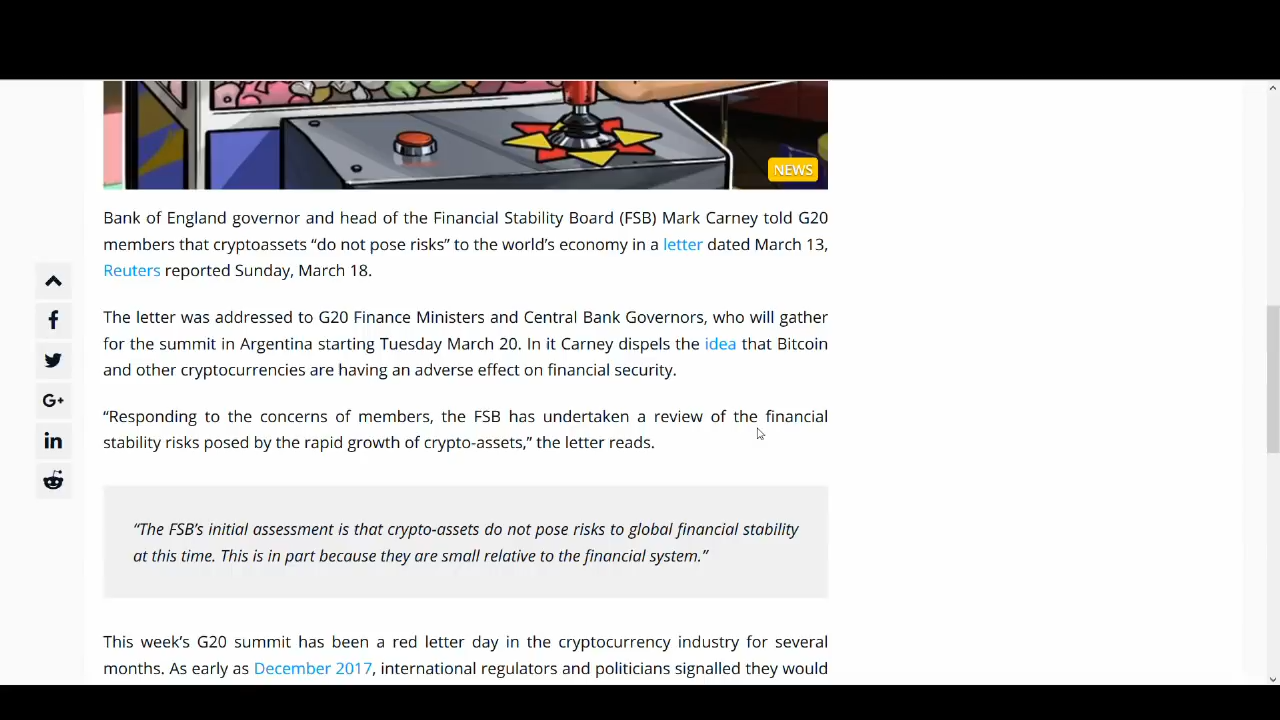 NEWS
Bank of England governor and head of the Financial Stability Board (FSB) Mark Carney told G20
members that cryptoassets “do not pose risks” to the world’s economy in a letter dated March 13,
Reuters reported Sunday, March 18.
The letter was addressed to G20 Finance Ministers and Central Bank Governors, who will gather
for the summit in Argentina starting Tuesday March 20. In it Carney dispels the idea that Bitcoin
and other cryptocurrencies are having an adverse effect on financial security.
“Responding to the concerns of members, the FSB has undertaken a review of the financial
stability risks posed by the rapid growth of crypto-assets,” the letter reads.
“The FSB’s initial assessment is that crypto-assets do not pose risks to global financial stability
at this time. This is in part because they are small relative to the financial system.”
This week’s G20 summit has been a red letter day in the cryptocurrency industry for several
months. As early as December 2017, international regulators and politicians signalled they would